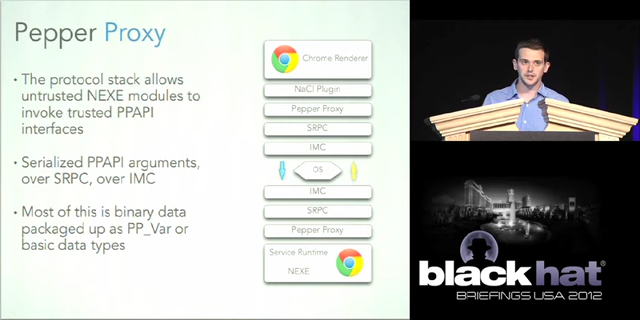 Pepper Proxy
• The protocol stack allows
untrusted NEXE modules to
invoke trusted PPAPI
interfaces
• Serialized PPAPI arguments,
over SRPC, over IMC
• Most of this is binary data
packaged up as PP_Var or
basic data types
Chrome Renderer
NaCl Plugin
Pepper Proxy
SRPC
IMC
OS
IMC
SRPC
Pepper Proxy
Service Runtime
NEXE
black hat®
BRIEFINGS USA 2012